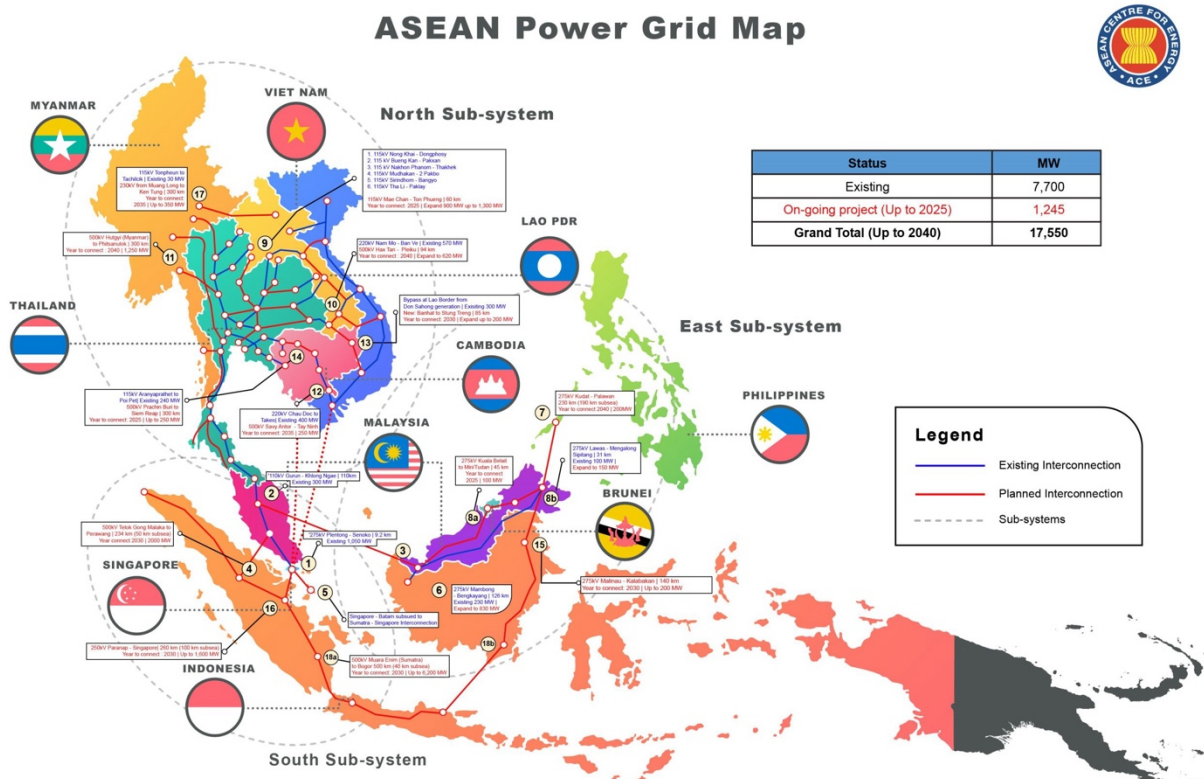 ASEAN Power Grid Map
ASEAN CENTRE FOR ENERGY
ACE
MYANMAR
VIET NAM
North Sub-system
1. 115kV Nong Khai - Dongphosy
2. 115 kV Bueng Kan - Paksan
3. 115 kV Nakhon Phanom - Thakhek
4. 115kV Mudhakan - 2 Pakbo
5. 115kV Sirindhorn - Bangyo
6. 115kV Tha Li - Paklay
115kV Mae Chan - Ton Phueng | 60 km
Year to connect: 2025 | Expand 900 MW up to 1,300 MW
115kV Tonpheun to
Tachilcik | Existing 30 MW
230kV from Muang Long to
Ken Tung | 300 km
Year to connect:
2035 | Up to 350 MW
17
9
Status
MW
Existing
7,700
On-going project (Up to 2025)
1,245
Grand Total (Up to 2040)
17,550
LAO PDR
500kV Hutgyi (Myanmar)
to Phitsanulok | 300 km
Year to connect : 2040 | 1,250 MW
11
220kV Nam Mo - Ban Ve | Existing 570 MW
500kV Hax Tan - Pleiku | 94 km
Year to connect : 2040 | Expand to 620 MW
10
THAILAND
Bypass at Lao Border from
Don Sahong generation | Existing 300 MW
New: Banhat to Stung Treng | 65 km
Year to connect: 2030 | Expand up to 200 MW
East Sub-system
13
14
CAMBODIA
12
115kV Aranyaprathet to
Poi Pet| Existing 240 MW
500kV Prachin Buri to
Siem Reap | 300 km
Year to connect : 2025 | Up to 250 MW
220kV Chau Doc to
Takeo| Existing 400 MW
500kV Savy Antor - Tay Ninh
Year to connect: 2035 | 250 MW
275kV Kudat - Palawan
230 km (190 km subsea)
Year to connect 2040 | 200MW
7
PHILIPPINES
MALAYSIA
Legend
Existing Interconnection
Planned Interconnection
Sub-systems
275kV Lawas - Mengalong
Sipitang | 31 km
Existing 100 MW |
Expand to 150 MW
275kV Kuala Belait
to Miri/Tudan | 45 km
Year to connect
2025 | 100 MW
110kV Gurun - Khlong Ngae | 110km
Existing 300 MW
2
8b
BRUNEI
8a
500kV Telok Gong Malaka to
Perawang | 234 km (50 km subsea)
Year connect 2030 | 2000 MW
275kV Plentong - Senoko | 9.2 km
Existing 1,050 MW
15
3
1
4
SINGAPORE
5
6
275kV Mambong
- Bengkayang | 126 km
Existing 230 MW |
Expand to 830 MW
275kV Malinau - Kalabakan | 140 km
Year to connect: 2030 | Up to 200 MW
16
Singapore - Batam subsued to
Sumatra - Singapore Interconnection
250kV Paranap - Singapore| 260 km (100 km subsea)
Year to connect : 2030 | Up to 1,600 MW
18b
18a
500kV Muara Enim (Sumatra)
to Bogor 500 km (40 km subsea)
Year to connect: 2030 | Up to 6,200 MW
INDONESIA
South Sub-system